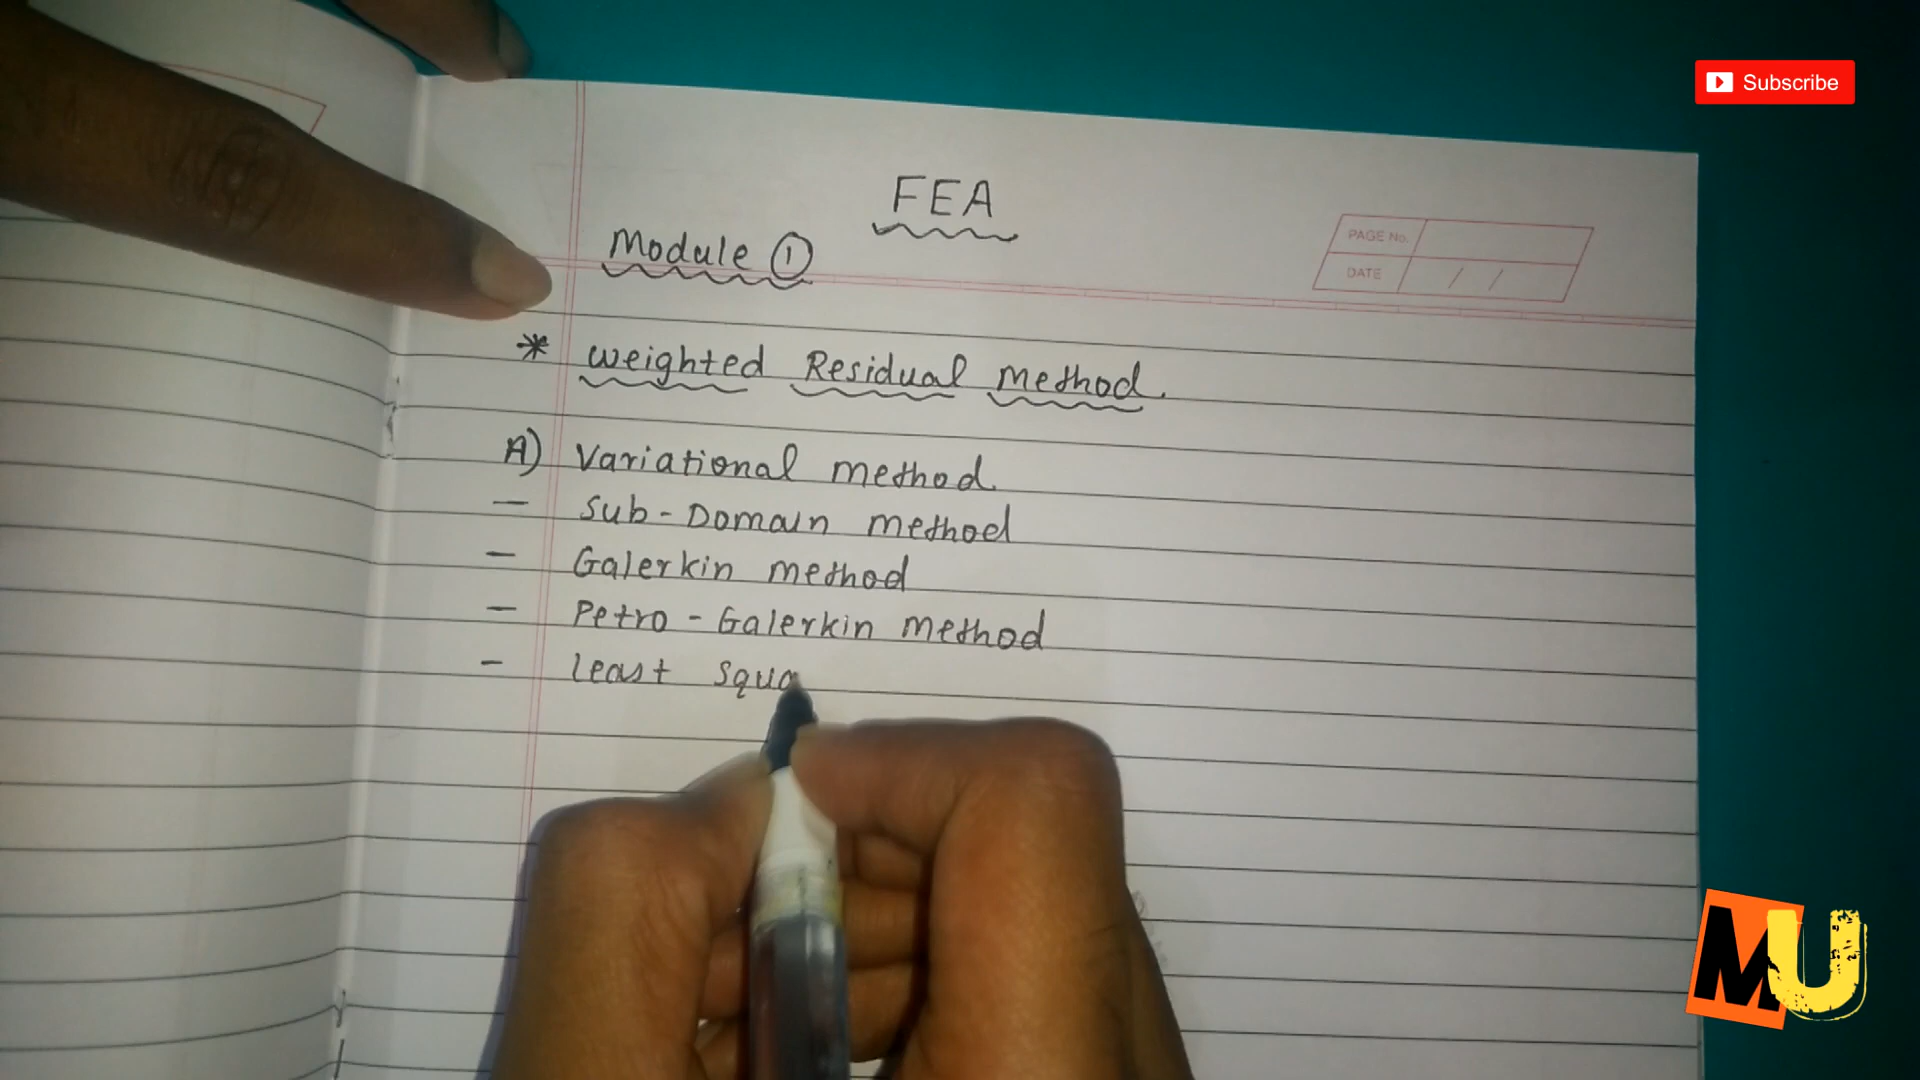 Subscribe
FEA
Module ①
PAGE No.
DATE / /
* Weighted Residual Method.
A) Variational Method.
- Sub-Domain Method
- Galerkin Method
- Petro-Galerkin Method
- least squa
MU